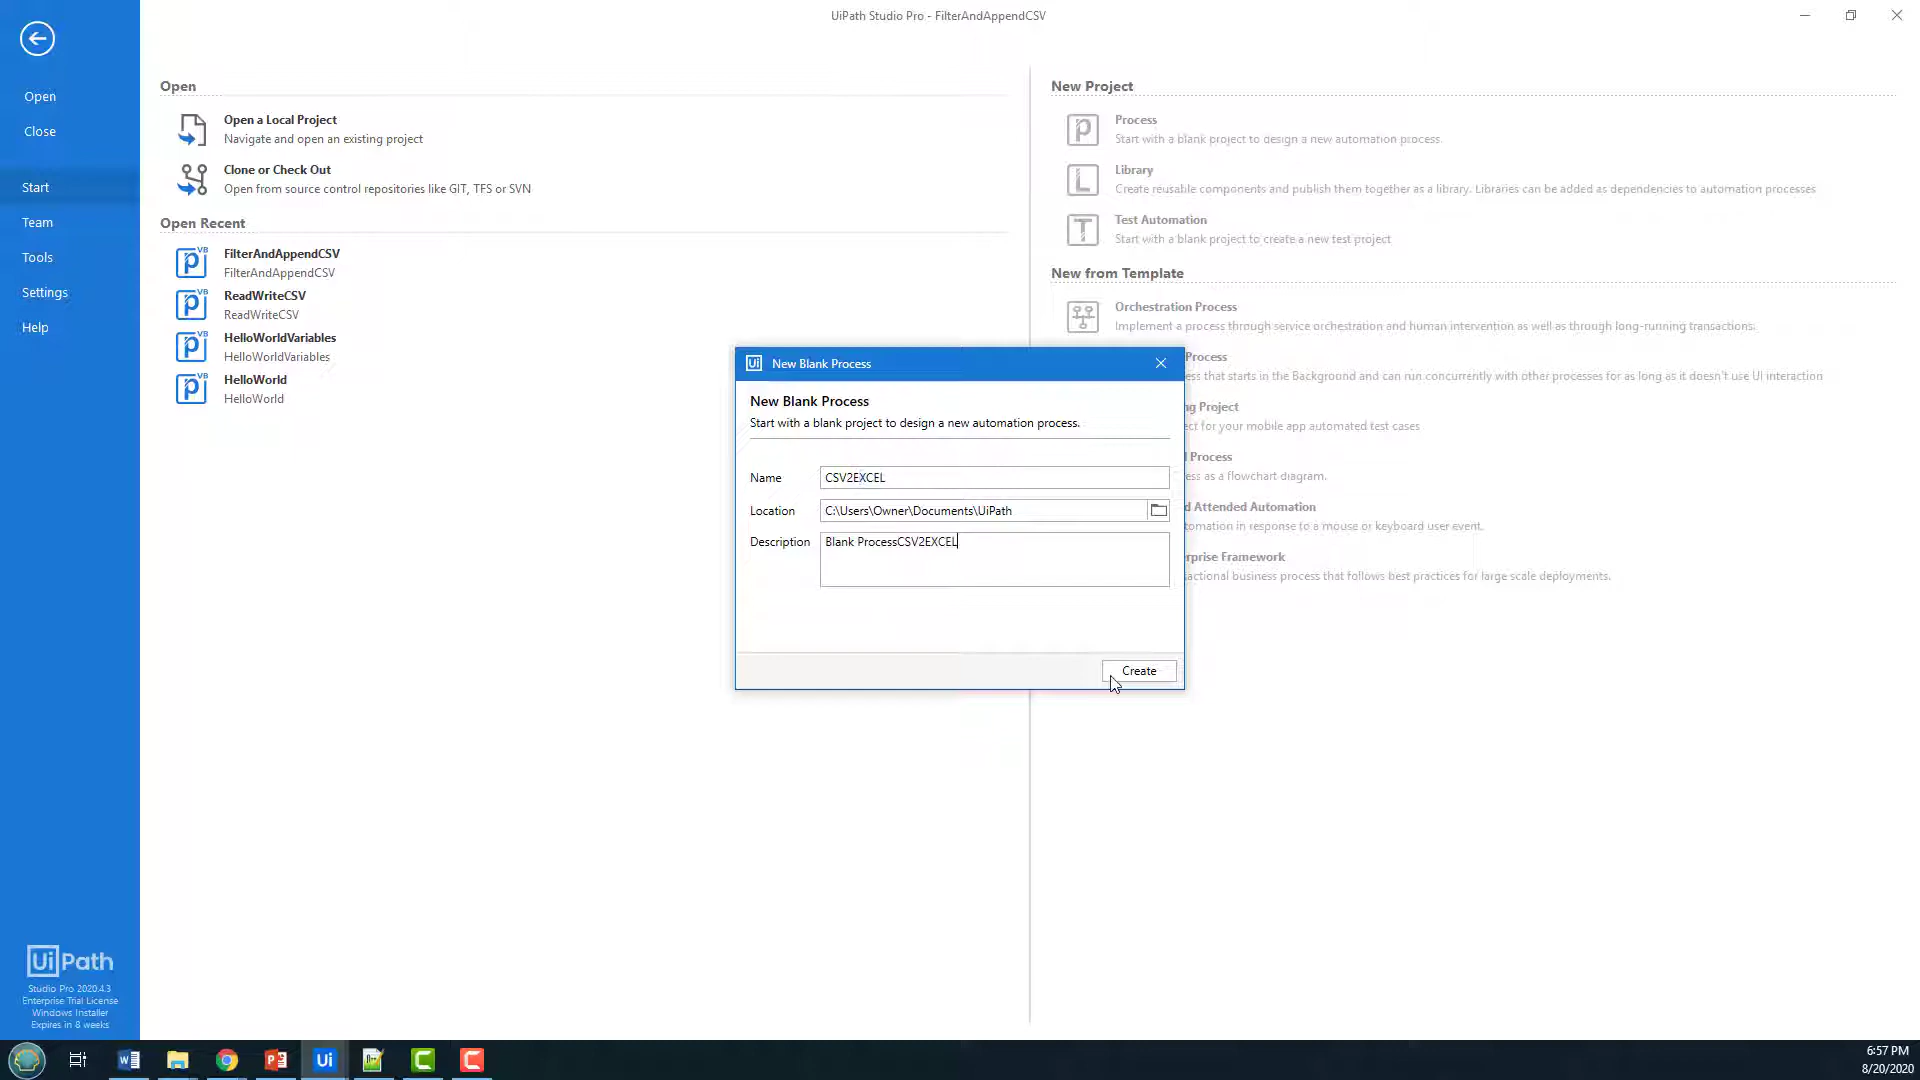 UiPath Studio Pro - FilterAndAppendCSV
Open
Close
Start
Team
Tools
Settings
Help
UiPath
Studio Pro 2020.4.3
Enterprise Trial License
Windows Installer
Expires in 8 weeks
Open
Open a Local Project
Navigate and open an existing project
Clone or Check Out
Open from source control repositories like GIT, TFS or SVN
Open Recent
FilterAndAppendCSV
FilterAndAppendCSV
ReadWriteCSV
ReadWriteCSV
HelloWorldVariables
HelloWorldVariables
HelloWorld
HelloWorld
New Project
Process
Start with a blank project to design a new automation process.
Library
Create reusable components and publish them together as a library. Libraries can be added as dependencies to automation processes
Test Automation
Start with a blank project to create a new test project
New from Template
Orchestration Process
Implement a process through service orchestration and human intervention as well as through long-running transactions.
Process
ess that starts in the Background and can run concurrently with other processes for as long as it doesn't use UI interaction
ng Project
ect for your mobile app automated test cases
l Process
ess as a flowchart diagram.
d Attended Automation
utomation in response to a mouse or keyboard user event.
rprise Framework
actional business process that follows best practices for large scale deployments.
Ui New Blank Process
New Blank Process
Start with a blank project to design a new automation process.
Name CSV2EXCEL
Location C:\Users\Owner\Documents\UiPath
Description Blank ProcessCSV2EXCEL
Create
6:57 PM
8/20/2020